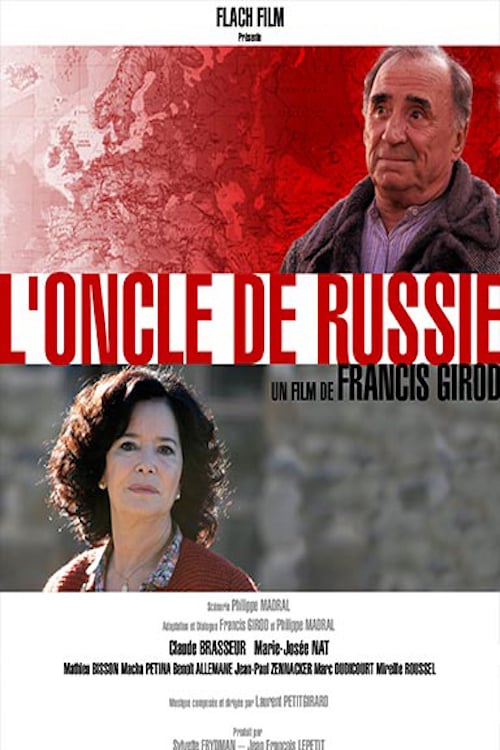 FLACH FILM
Présente
L'ONCLE DE RUSSIE
UN FILM DE FRANCIS GIROD
Scénario Philippe MADRAL
Adaptation et Dialogue Francis GIROD et Philippe MADRAL
Claude BRASSEUR Marie-Josée NAT
Mathieu BISSON Macha PETINA Benoît ALLEMANE Jean-Paul ZENNACKER Marc DUDICOURT Mireille ROUSSEL
Musique composée et dirigée par Laurent PETITGIRARD
Produit par
Sylvette FRYDMAN – Jean François LEPETIT